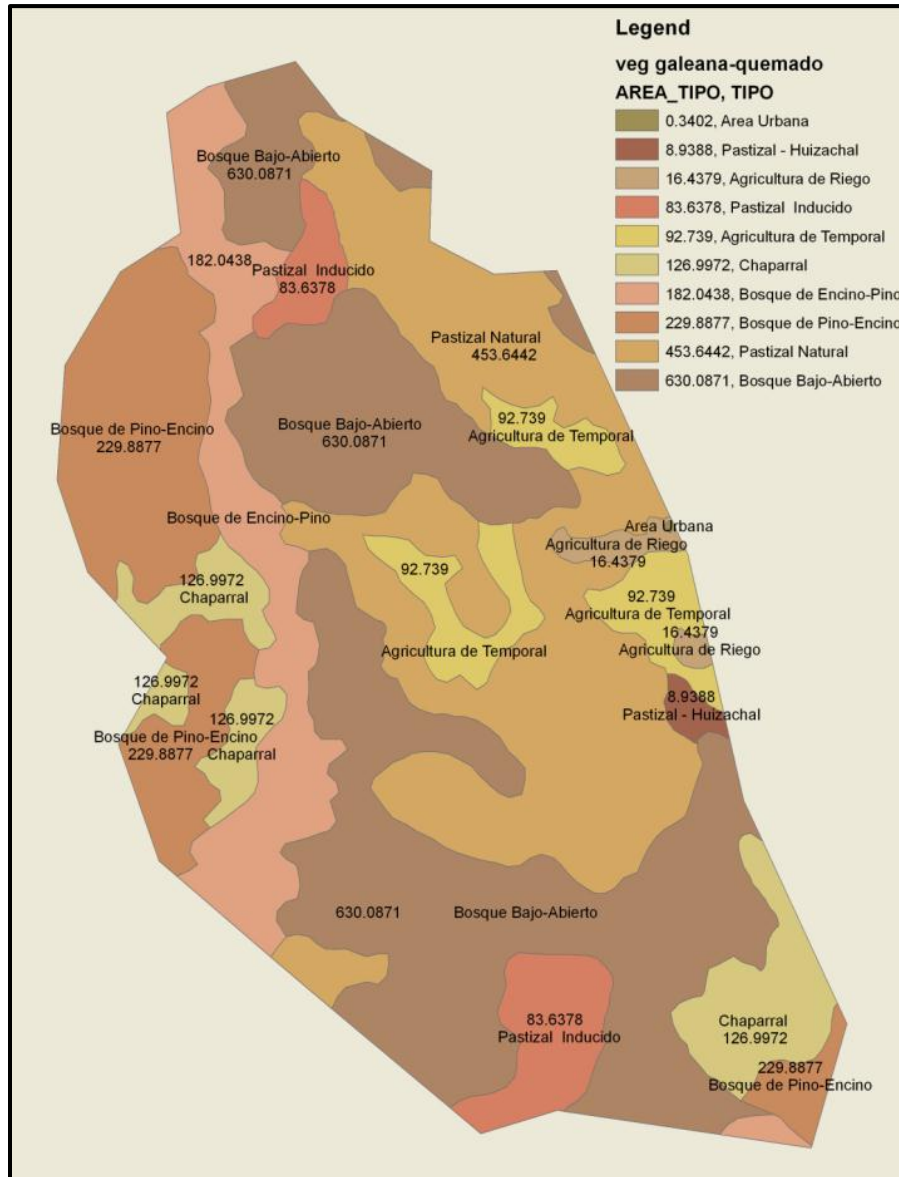 Legend
veg galeana-quemado
AREA_TIPO, TIPO
0.3402, Area Urbana
8.9388, Pastizal - Huizachal
16.4379, Agricultura de Riego
83.6378, Pastizal Inducido
92.739, Agricultura de Temporal
126.9972, Chaparral
182.0438, Bosque de Encino-Pino
229.8877, Bosque de Pino-Encino
453.6442, Pastizal Natural
630.0871, Bosque Bajo-Abierto
Bosque Bajo-Abierto
630.0871
182.0438
Pastizal Inducido
83.6378
Pastizal Natural
453.6442
Bosque de Pino-Encino
229.8877
Bosque Bajo-Abierto
630.0871
92.739
Agricultura de Temporal
Bosque de Encino-Pino
Area Urbana
Agricultura de Riego
16.4379
126.9972
Chaparral
92.739
Agricultura de Temporal
92.739
Agricultura de Temporal
16.4379
Agricultura de Riego
126.9972
Chaparral
8.9388
Pastizal - Huizachal
126.9972
Chaparral
Bosque de Pino-Encino
229.8877
630.0871
Bosque Bajo-Abierto
83.6378
Pastizal Inducido
Chaparral
126.9972
229.8877
Bosque de Pino-Encino